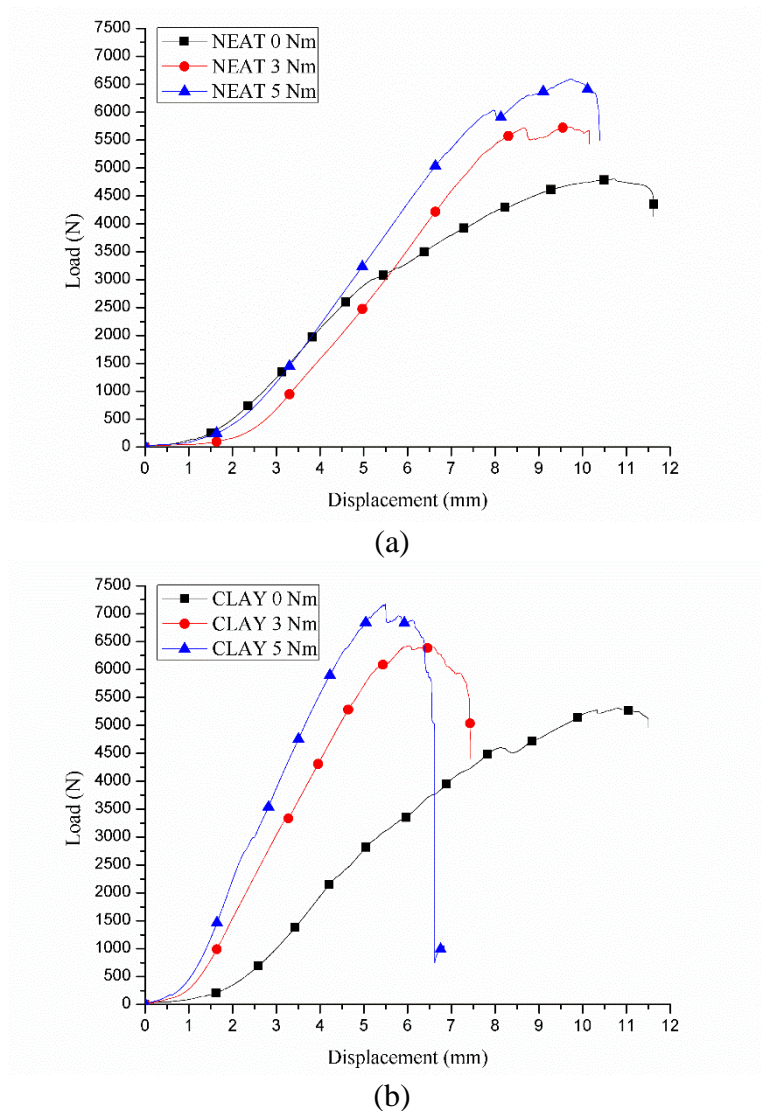 7500
7000
6500
6000
5500
5000
4500
4000
3500
3000
2500
2000
1500
1000
500
0
Load (N)
NEAT 0 Nm
NEAT 3 Nm
NEAT 5 Nm
0 1 2 3 4 5 6 7 8 9 10 11 12
Displacement (mm)
(a)
7500
7000
6500
6000
5500
5000
4500
4000
3500
3000
2500
2000
1500
1000
500
0
Load (N)
CLAY 0 Nm
CLAY 3 Nm
CLAY 5 Nm
0 1 2 3 4 5 6 7 8 9 10 11 12
Displacement (mm)
(b)